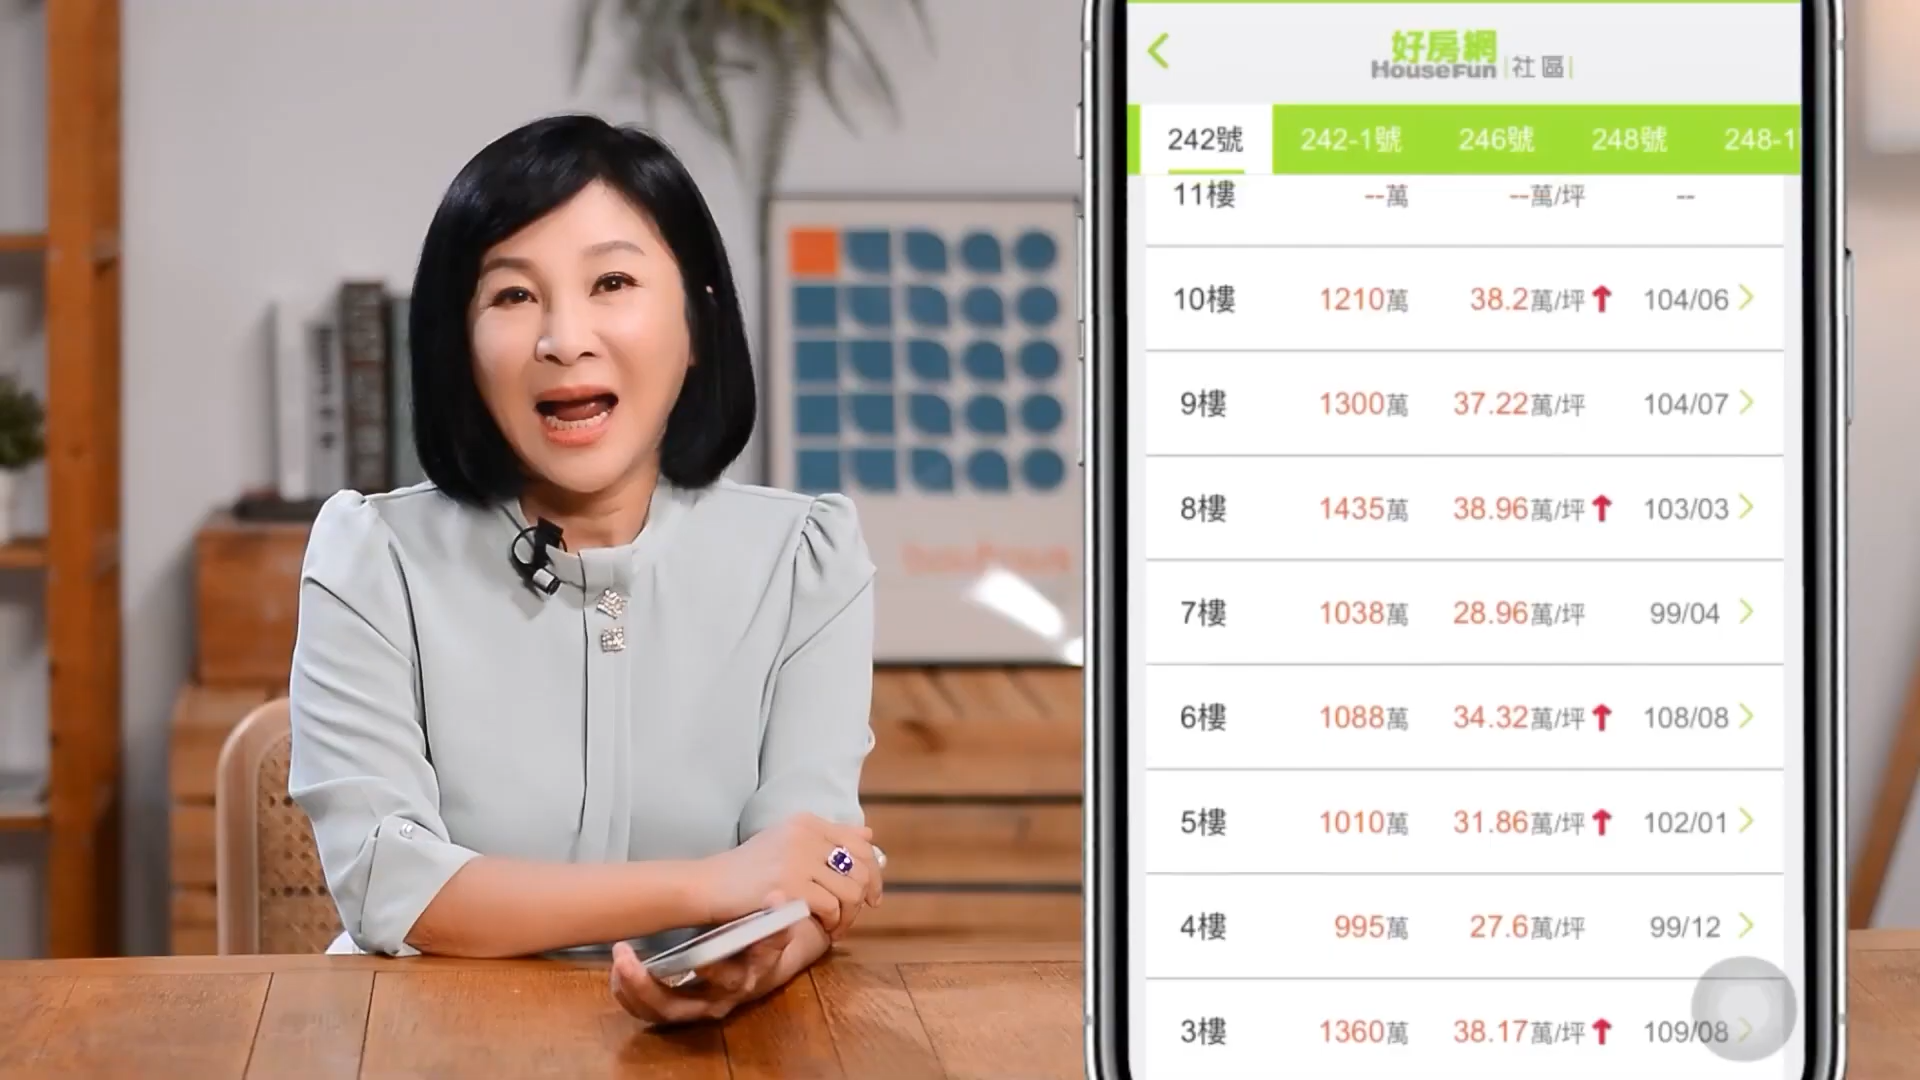 好房網
HouseFun 社區
242號 242-1號 246號 248號 248-1
11樓 --萬 --萬/坪 --
10樓 1210萬 38.2萬/坪 104/06
9樓 1300萬 37.22萬/坪 104/07
8樓 1435萬 38.96萬/坪 103/03
7樓 1038萬 28.96萬/坪 99/04
6樓 1088萬 34.32萬/坪 108/08
5樓 1010萬 31.86萬/坪 102/01
4樓 995萬 27.6萬/坪 99/12
3樓 1360萬 38.17萬/坪 109/08